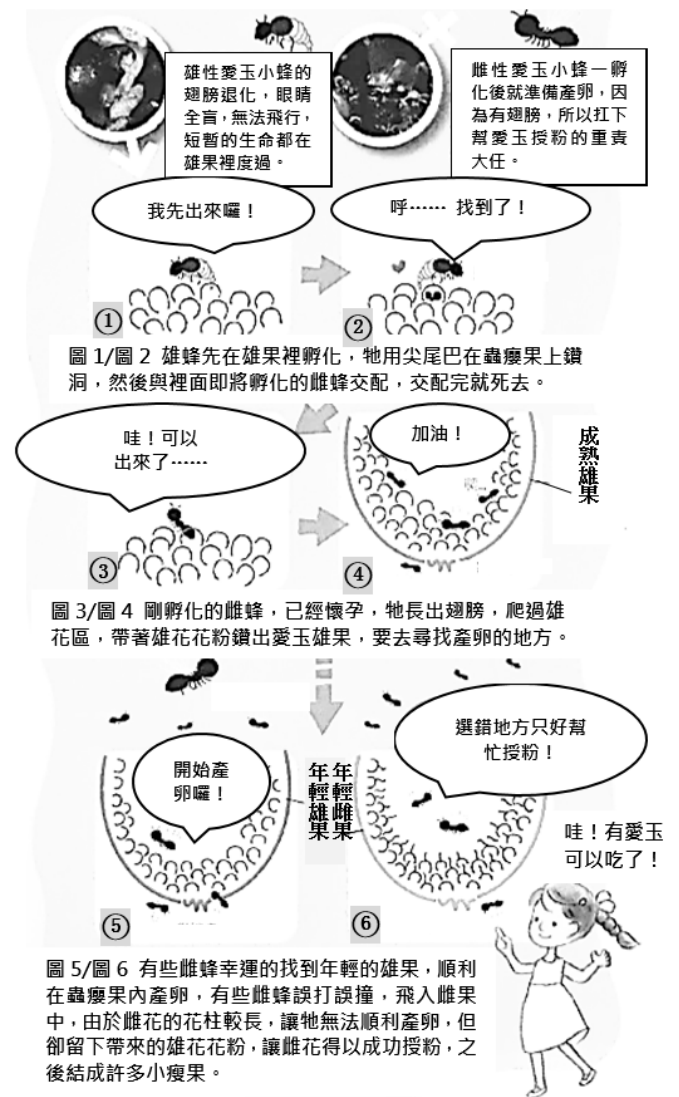 雄性愛玉小蜂的
翅膀退化，眼睛
全盲，無法飛行，
短暫的生命都在
雄果裡度過。
雌性愛玉小蜂一孵
化後就準備產卵，因
為有翅膀，所以扛下
幫愛玉授粉的重責
大任。
我先出來囉！
呼⋯⋯ 找到了！
①
②
圖 1/圖 2 雄蜂先在雄果裡孵化，牠用尖尾巴在蟲癭果上鑽
洞，然後與裡面即將孵化的雌蜂交配，交配完就死去。
哇！可以
出來了⋯⋯
加油！
成熟雄果
③
④
圖 3/圖 4 剛孵化的雌蜂，已經懷孕，牠長出翅膀，爬過雄
花區，帶著雄花花粉鑽出愛玉雄果，要去尋找產卵的地方。
開始產
卵囉！
年輕雄果
年輕雌果
選錯地方只好幫
忙授粉！
哇！有愛玉
可以吃了！
⑤
⑥
圖 5/圖 6 有些雌蜂幸運的找到年輕的雄果，順利
在蟲癭果內產卵，有些雌蜂誤打誤撞，飛入雌果
中，由於雌花的花柱較長，讓牠無法順利產卵，但
卻留下帶來的雄花花粉，讓雌花得以成功授粉，之
後結成許多小瘦果。